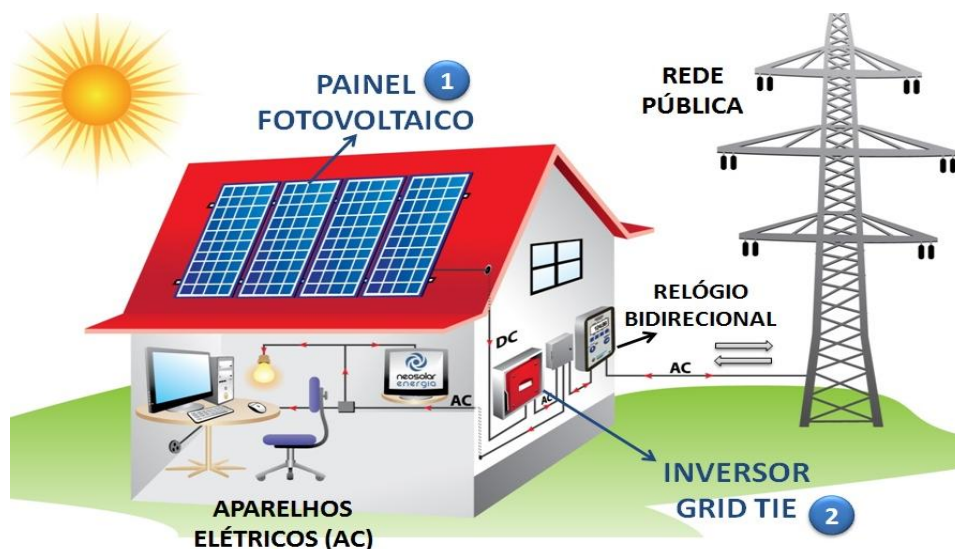 PAINEL 1
FOTOVOLTAICO
REDE
PÚBLICA
RELÓGIO
BIDIRECIONAL
DC
AC
AC
AC
neosolar
energia
INVERSOR
GRID TIE 2
APARELHOS
ELÉTRICOS (AC)